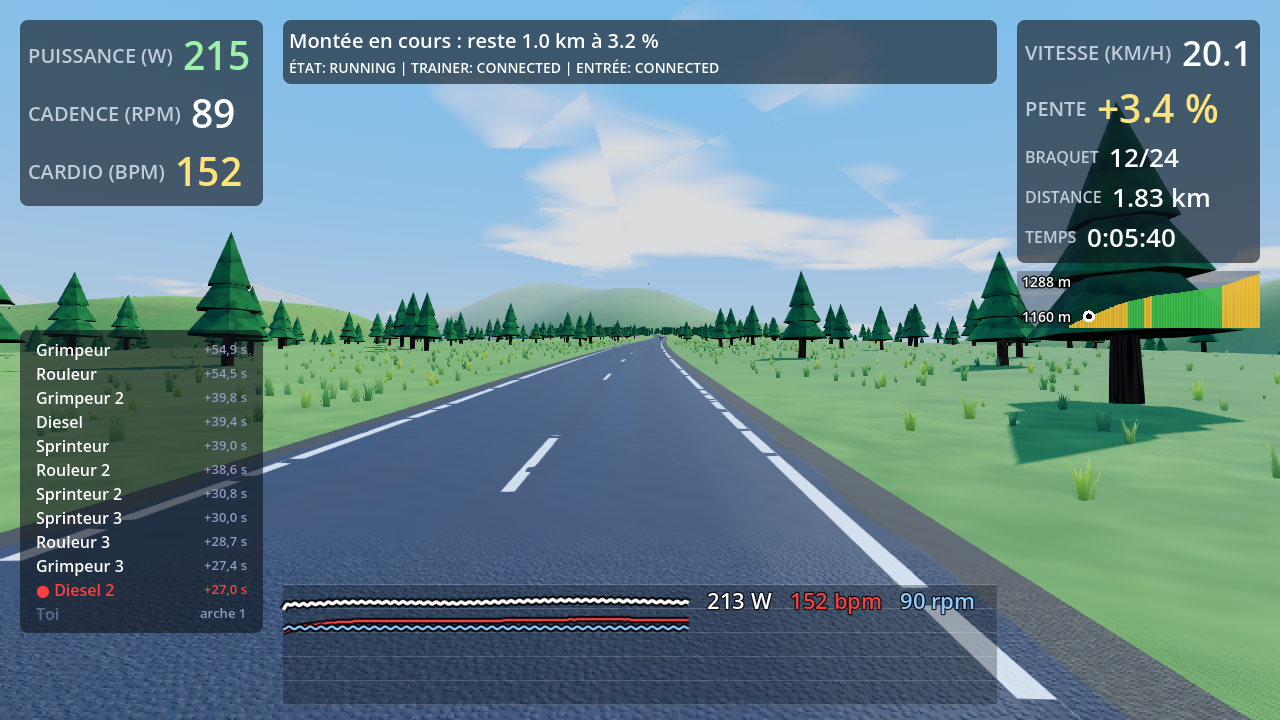 PUISSANCE (W) 215
CADENCE (RPM) 89
CARDIO (BPM) 152
Montée en cours : reste 1.0 km à 3.2 %
ÉTAT: RUNNING | TRAINER: CONNECTED | ENTRÉE: CONNECTED
VITESSE (KM/H) 20.1
PENTE +3.4 %
BRAQUET 12/24
DISTANCE 1.83 km
TEMPS 0:05:40
1288 m
1160 m
Grimpeur +54,9 s
Rouleur +54,5 s
Grimpeur 2 +39,8 s
Diesel +39,4 s
Sprinteur +39,0 s
Rouleur 2 +38,6 s
Sprinteur 2 +30,8 s
Sprinteur 3 +30,0 s
Rouleur 3 +28,7 s
Grimpeur 3 +27,4 s
Diesel 2 +27,0 s
Toi arche 1
213 W 152 bpm 90 rpm